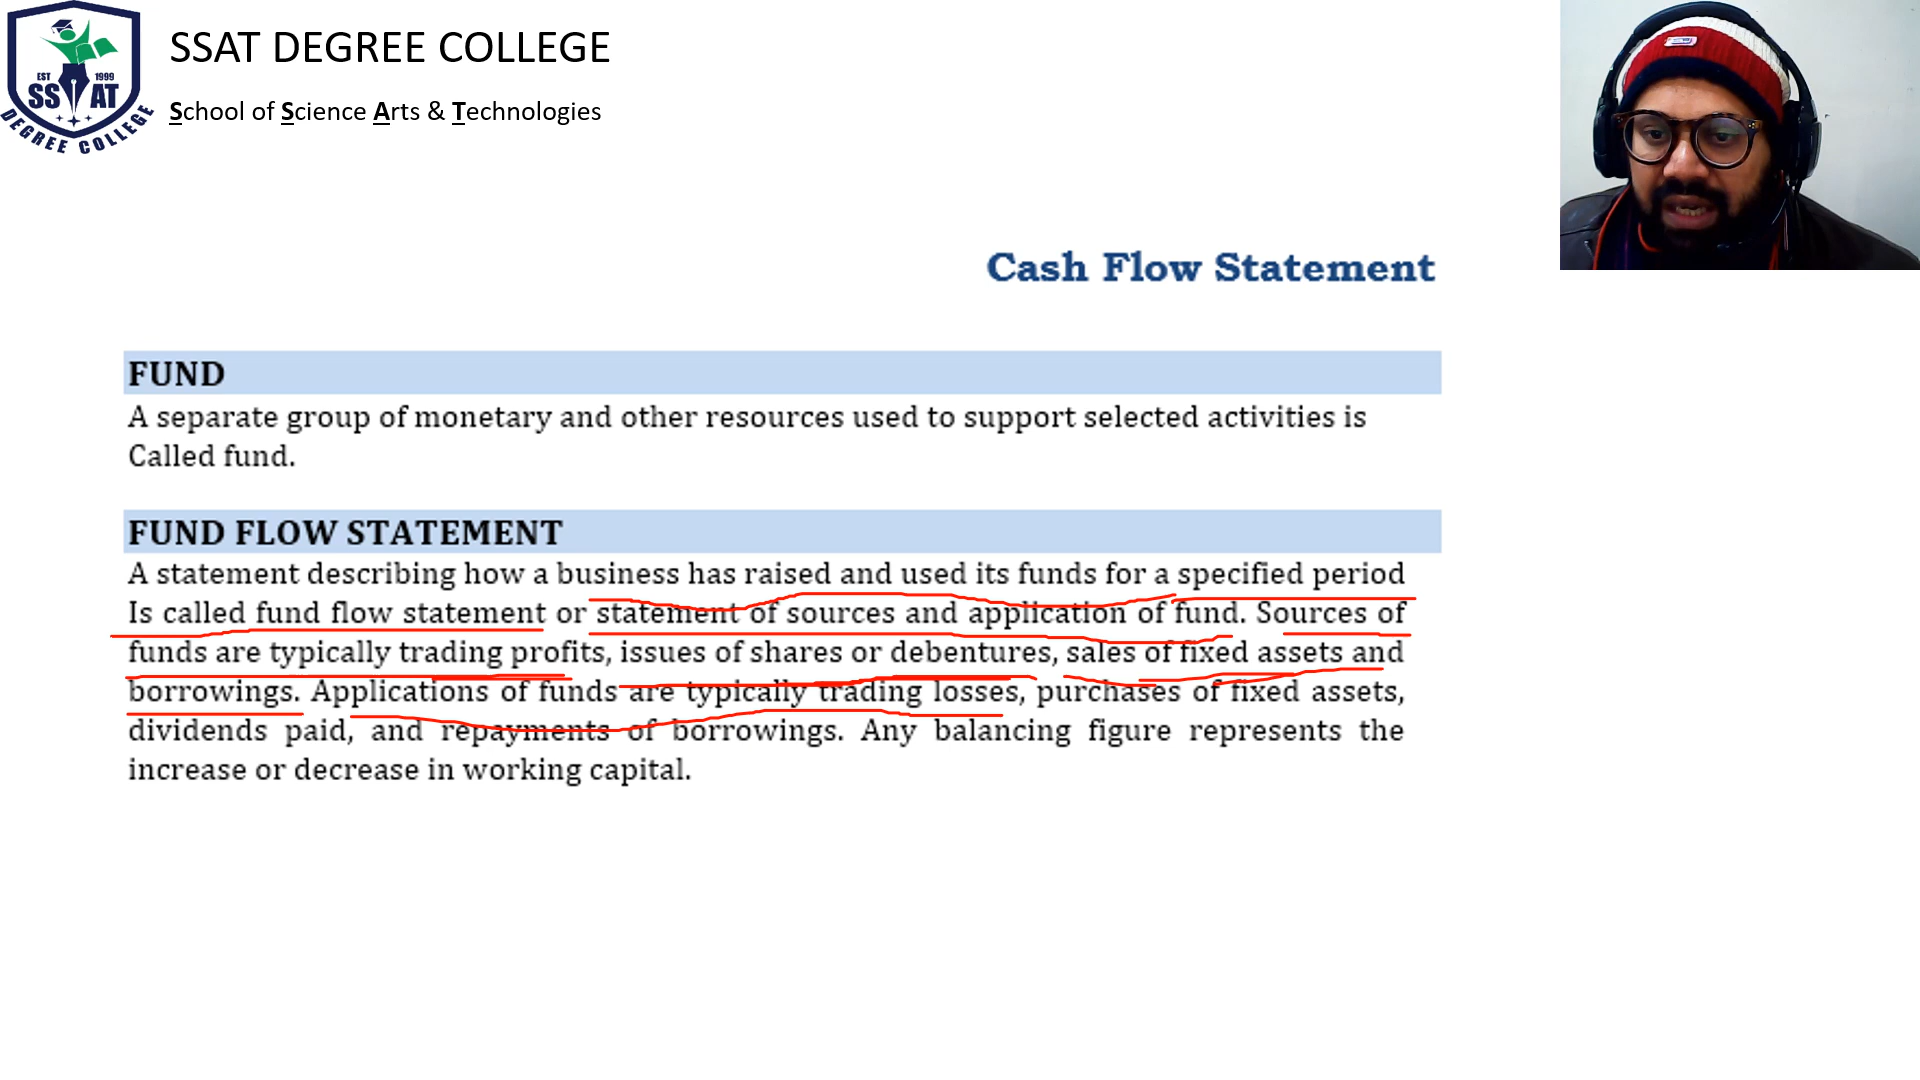 EST 1999
SSAT
DEGREE COLLEGE
SSAT DEGREE COLLEGE
School of Science Arts & Technologies
Cash Flow Statement
FUND
A separate group of monetary and other resources used to support selected activities is
Called fund.
FUND FLOW STATEMENT
A statement describing how a business has raised and used its funds for a specified period
Is called fund flow statement or statement of sources and application of fund. Sources of
funds are typically trading profits, issues of shares or debentures, sales of fixed assets and
borrowings. Applications of funds are typically trading losses, purchases of fixed assets,
dividends paid, and repayments of borrowings. Any balancing figure represents the
increase or decrease in working capital.